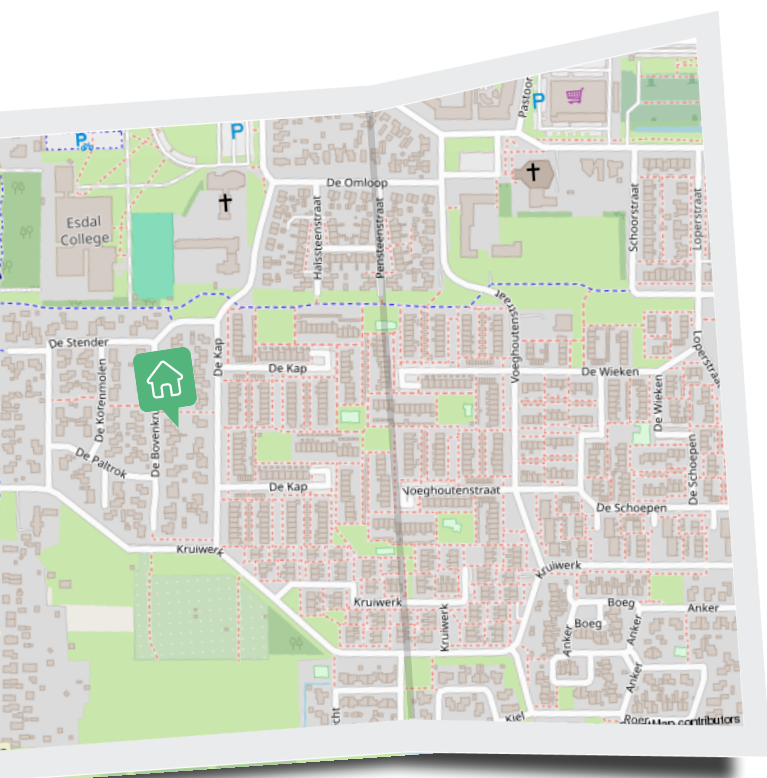 Pastoor
P
P
P
De Omloop
Esdal
College
Halssteenstraat
Pensteenstraat
Schoorstraat
Loperstraat
Voeghoutenstraat
De Stender
De Kap
De Kap
De Wieken
Loperstraat
De Korenmolen
De Bovenkru
De Wieken
De Paltrok
De Schoepen
De Kap
Voeghoutenstraat
De Schoepen
Kruiwerk
Kruiwerk
Kruiwerk
Kruiwerk
Boeg
Anker
Boeg
Anker
Anker
Anker
cht
Kiel
Roer
Map contributors